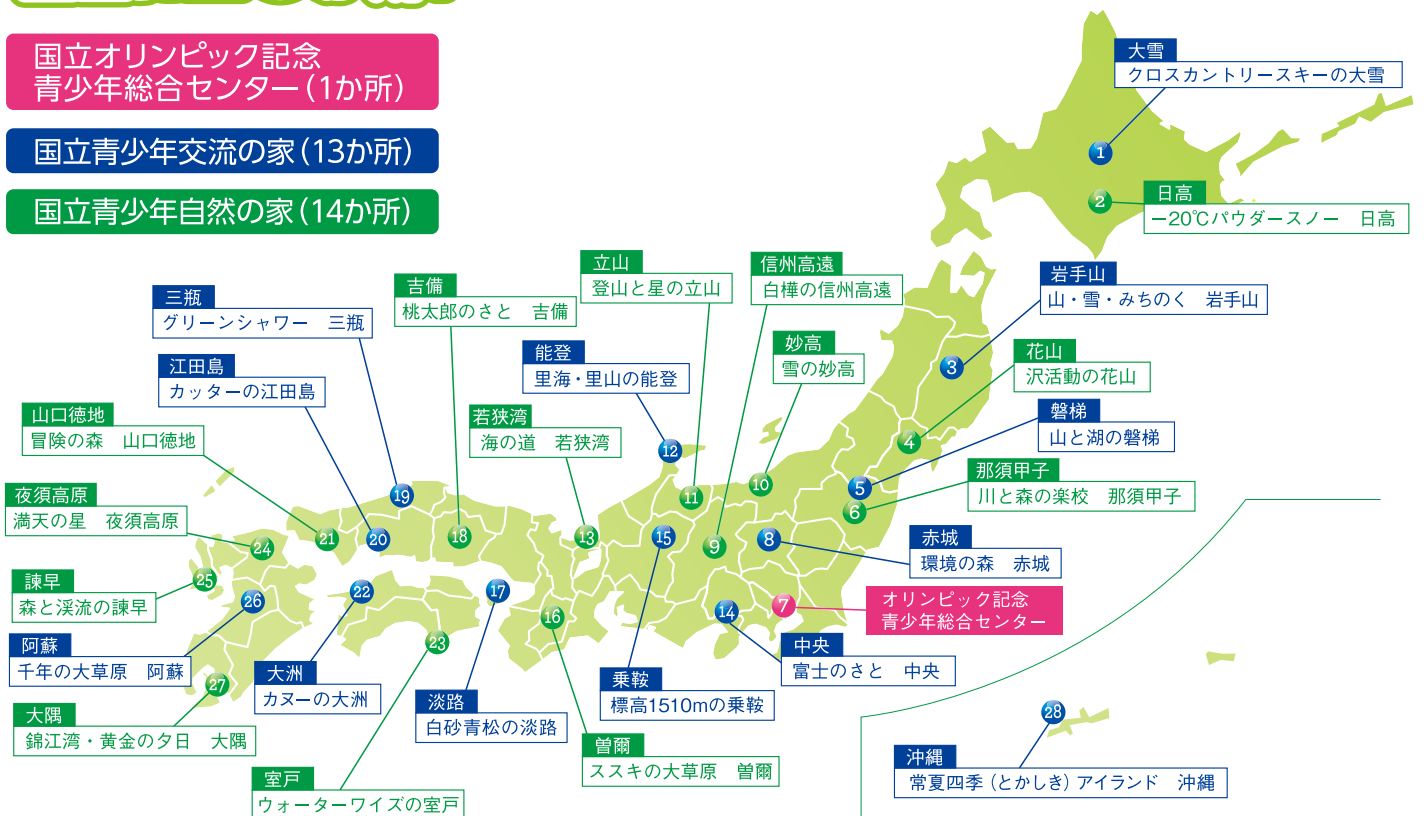 国立オリンピック記念
青少年総合センター(1か所)
国立青少年交流の家(13か所)
国立青少年自然の家(14か所)
大雪
クロスカントリースキーの大雪
1
2
日高
−20℃パウダースノー　日高
岩手山
山・雪・みちのく　岩手山
3
花山
沢活動の花山
4
磐梯
山と湖の磐梯
5
那須甲子
川と森の楽校　那須甲子
6
オリンピック記念
青少年総合センター
7
赤城
環境の森　赤城
8
信州高遠
白樺の信州高遠
9
妙高
雪の妙高
10
立山
登山と星の立山
11
能登
里海・里山の能登
12
若狭湾
海の道　若狭湾
13
中央
富士のさと　中央
14
乗鞍
標高1510mの乗鞍
15
曽爾
ススキの大草原　曽爾
16
淡路
白砂青松の淡路
17
吉備
桃太郎のさと　吉備
18
三瓶
グリーンシャワー　三瓶
19
江田島
カッターの江田島
20
山口徳地
冒険の森　山口徳地
21
大洲
カヌーの大洲
22
室戸
ウォーターワイズの室戸
23
夜須高原
満天の星　夜須高原
24
諫早
森と渓流の諫早
25
阿蘇
千年の大草原　阿蘇
26
大隅
錦江湾・黄金の夕日　大隅
27
沖縄
常夏四季(とかしき)アイランド　沖縄
28